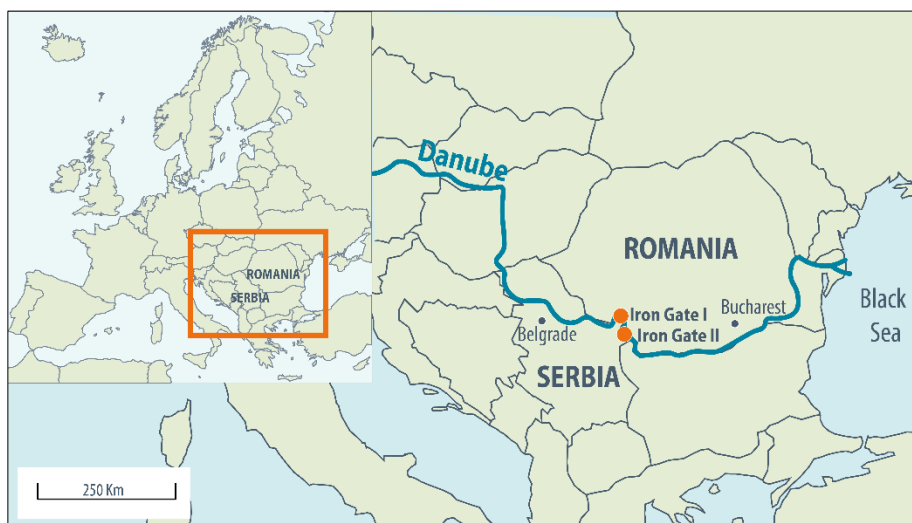 ROMANIA
SERBIA
Danube
ROMANIA
Iron Gate I
Bucharest
Belgrade
Iron Gate II
SERBIA
Black
Sea
250 Km